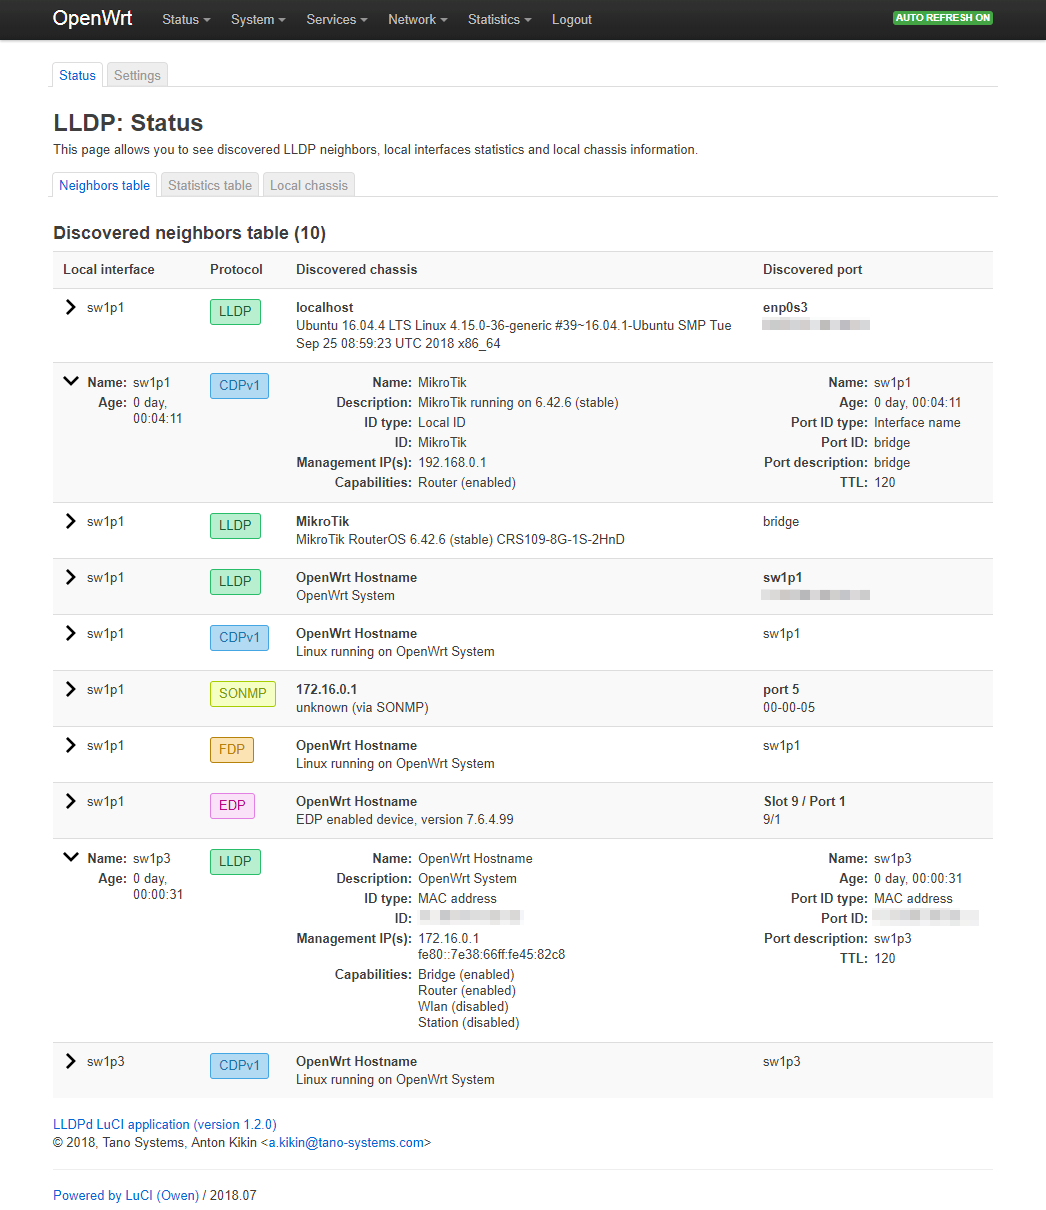 OpenWrt Status System Services Network Statistics Logout AUTO REFRESH ON
Status Settings
LLDP: Status
This page allows you to see discovered LLDP neighbors, local interfaces statistics and local chassis information.
Neighbors table Statistics table Local chassis
Discovered neighbors table (10)
Local interface Protocol Discovered chassis Discovered port
sw1p1 LLDP localhost enp0s3
Ubuntu 16.04.4 LTS Linux 4.15.0-36-generic #39~16.04.1-Ubuntu SMP Tue
Sep 25 08:59:23 UTC 2018 x86_64
Name: sw1p1 CDPv1 Name: MikroTik Name: sw1p1
Age: 0 day, Description: MikroTik running on 6.42.6 (stable) Age: 0 day, 00:04:11
00:04:11 ID type: Local ID Port ID type: Interface name
ID: MikroTik Port ID: bridge
Management IP(s): 192.168.0.1 Port description: bridge
Capabilities: Router (enabled) TTL: 120
sw1p1 LLDP MikroTik bridge
MikroTik RouterOS 6.42.6 (stable) CRS109-8G-1S-2HnD
sw1p1 LLDP OpenWrt Hostname sw1p1
OpenWrt System
sw1p1 CDPv1 OpenWrt Hostname sw1p1
Linux running on OpenWrt System
sw1p1 SONMP 172.16.0.1 port 5
unknown (via SONMP) 00-00-05
sw1p1 FDP OpenWrt Hostname sw1p1
Linux running on OpenWrt System
sw1p1 EDP OpenWrt Hostname Slot 9 / Port 1
EDP enabled device, version 7.6.4.99 9/1
Name: sw1p3 LLDP Name: OpenWrt Hostname Name: sw1p3
Age: 0 day, Description: OpenWrt System Age: 0 day, 00:00:31
00:00:31 ID type: MAC address Port ID type: MAC address
ID: Port ID:
Management IP(s): 172.16.0.1 Port description: sw1p3
fe80::7e38:66ff:fe45:82c8 TTL: 120
Capabilities: Bridge (enabled)
Router (enabled)
Wlan (disabled)
Station (disabled)
sw1p3 CDPv1 OpenWrt Hostname sw1p3
Linux running on OpenWrt System
LLDPd LuCI application (version 1.2.0)
© 2018, Tano Systems, Anton Kikin <a.kikin@tano-systems.com>
Powered by LuCI (Owen) / 2018.07